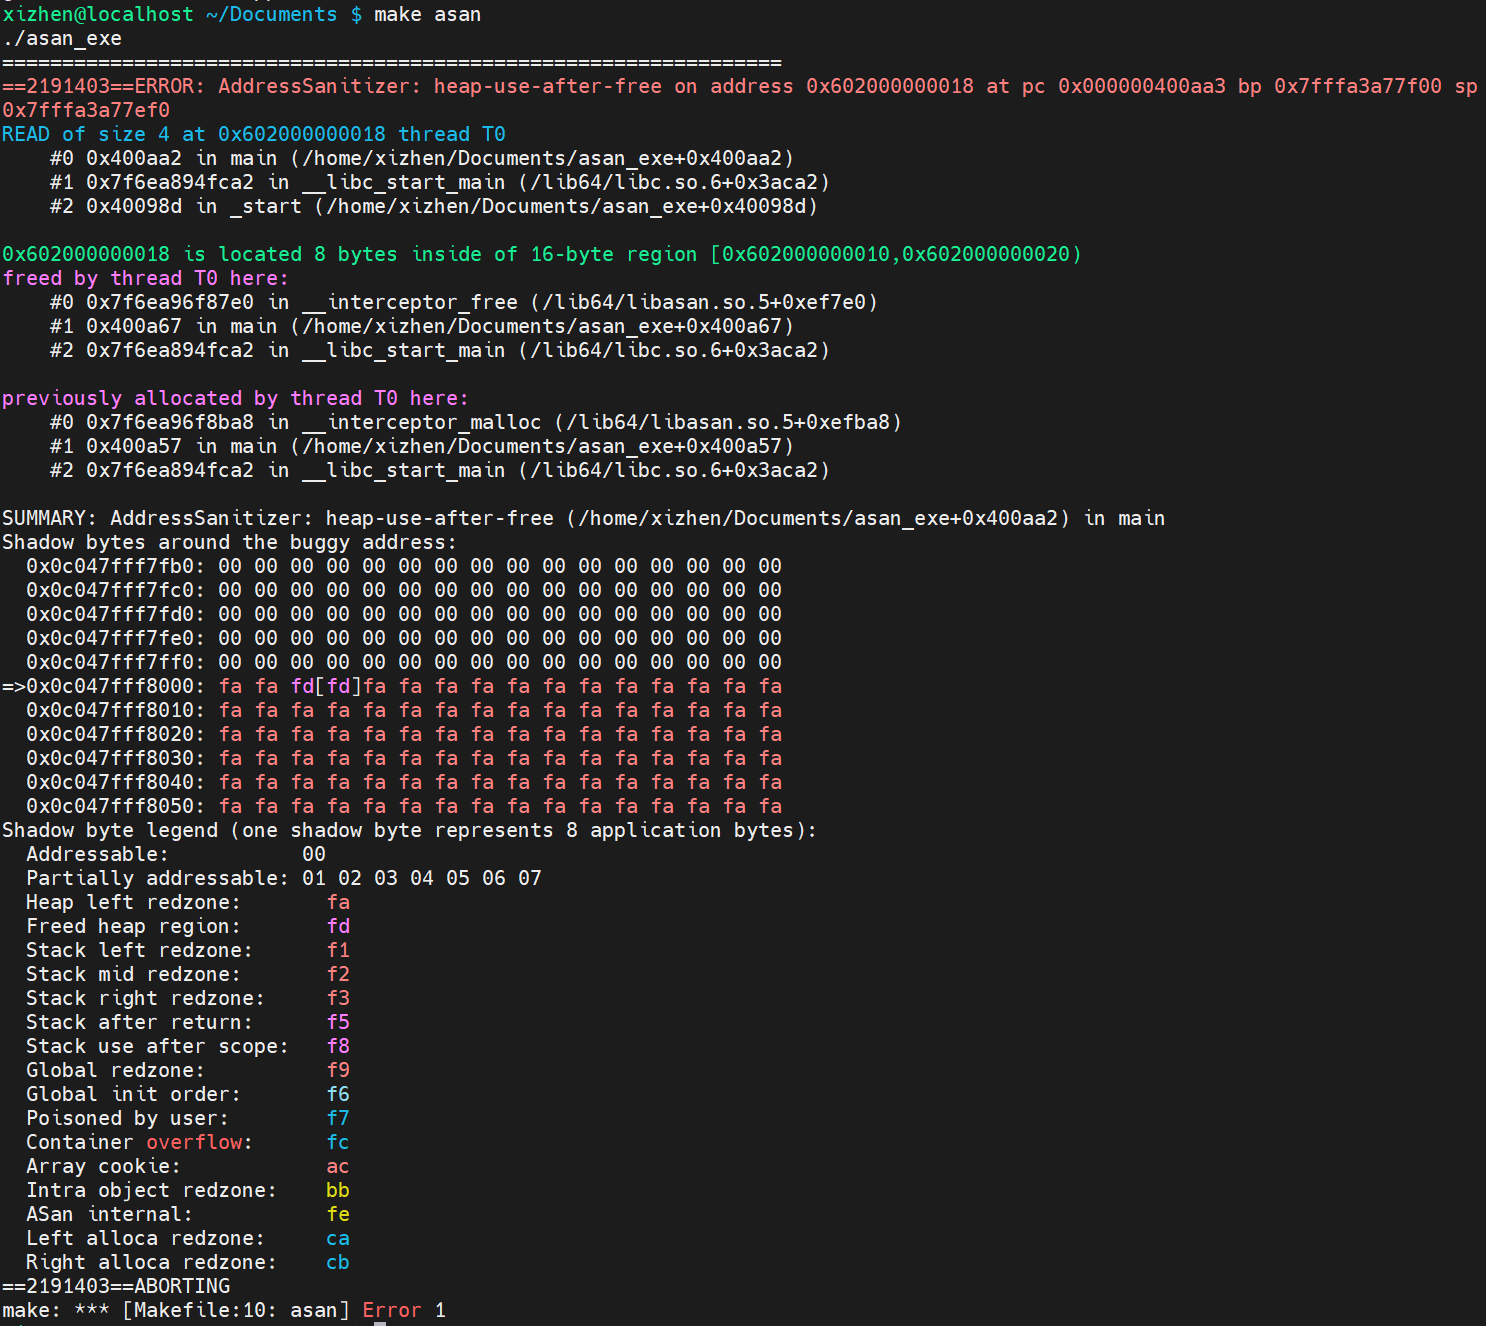 xizhen@localhost ~/Documents $ make asan
./asan_exe
=================================================================
==2191403==ERROR: AddressSanitizer: heap-use-after-free on address 0x602000000018 at pc 0x000000400aa3 bp 0x7fffa3a77f00 sp
0x7fffa3a77ef0
READ of size 4 at 0x602000000018 thread T0
    #0 0x400aa2 in main (/home/xizhen/Documents/asan_exe+0x400aa2)
    #1 0x7f6ea894fca2 in __libc_start_main (/lib64/libc.so.6+0x3aca2)
    #2 0x40098d in _start (/home/xizhen/Documents/asan_exe+0x40098d)

0x602000000018 is located 8 bytes inside of 16-byte region [0x602000000010,0x602000000020)
freed by thread T0 here:
    #0 0x7f6ea96f87e0 in __interceptor_free (/lib64/libasan.so.5+0xef7e0)
    #1 0x400a67 in main (/home/xizhen/Documents/asan_exe+0x400a67)
    #2 0x7f6ea894fca2 in __libc_start_main (/lib64/libc.so.6+0x3aca2)

previously allocated by thread T0 here:
    #0 0x7f6ea96f8ba8 in __interceptor_malloc (/lib64/libasan.so.5+0xefba8)
    #1 0x400a57 in main (/home/xizhen/Documents/asan_exe+0x400a57)
    #2 0x7f6ea894fca2 in __libc_start_main (/lib64/libc.so.6+0x3aca2)

SUMMARY: AddressSanitizer: heap-use-after-free (/home/xizhen/Documents/asan_exe+0x400aa2) in main
Shadow bytes around the buggy address:
  0x0c047fff7fb0: 00 00 00 00 00 00 00 00 00 00 00 00 00 00 00 00
  0x0c047fff7fc0: 00 00 00 00 00 00 00 00 00 00 00 00 00 00 00 00
  0x0c047fff7fd0: 00 00 00 00 00 00 00 00 00 00 00 00 00 00 00 00
  0x0c047fff7fe0: 00 00 00 00 00 00 00 00 00 00 00 00 00 00 00 00
  0x0c047fff7ff0: 00 00 00 00 00 00 00 00 00 00 00 00 00 00 00 00
=>0x0c047fff8000: fa fa fd[fd]fa fa fa fa fa fa fa fa fa fa fa fa
  0x0c047fff8010: fa fa fa fa fa fa fa fa fa fa fa fa fa fa fa fa
  0x0c047fff8020: fa fa fa fa fa fa fa fa fa fa fa fa fa fa fa fa
  0x0c047fff8030: fa fa fa fa fa fa fa fa fa fa fa fa fa fa fa fa
  0x0c047fff8040: fa fa fa fa fa fa fa fa fa fa fa fa fa fa fa fa
  0x0c047fff8050: fa fa fa fa fa fa fa fa fa fa fa fa fa fa fa fa
Shadow byte legend (one shadow byte represents 8 application bytes):
  Addressable:           00
  Partially addressable: 01 02 03 04 05 06 07
  Heap left redzone:       fa
  Freed heap region:       fd
  Stack left redzone:      f1
  Stack mid redzone:       f2
  Stack right redzone:     f3
  Stack after return:      f5
  Stack use after scope:   f8
  Global redzone:          f9
  Global init order:       f6
  Poisoned by user:        f7
  Container overflow:      fc
  Array cookie:            ac
  Intra object redzone:    bb
  ASan internal:           fe
  Left alloca redzone:     ca
  Right alloca redzone:    cb
==2191403==ABORTING
make: *** [Makefile:10: asan] Error 1